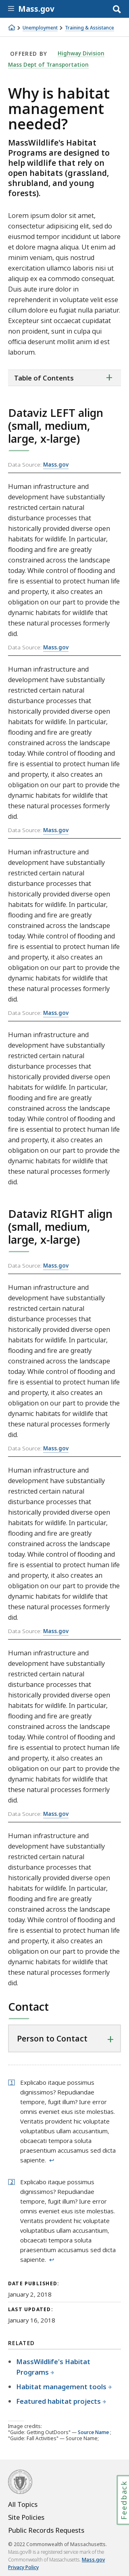 Mass.gov
Unemployment > Training & Assistance
OFFERED BY Highway Division
Mass Dept of Transportation
Why is habitat
management
needed?
MassWildlife's Habitat
Programs are designed to
help wildlife that rely on
open habitats (grassland,
shrubland, and young
forests).
Lorem ipsum dolor sit amet,
consectetur adipisicing elit, sed do
eiusmod tempor incididunt ut labore
et dolore magna aliqua. Ut enim ad
minim veniam, quis nostrud
exercitation ullamco laboris nisi ut
aliquip ex ea commodo consequat.
Duis aute irure dolor in
reprehenderit in voluptate velit esse
cillum dolore eu fugiat nulla pariatur.
Excepteur sint occaecat cupidatat
non proident, sunt in culpa qui
officia deserunt mollit anim id est
laborum.
Table of Contents +
Dataviz LEFT align
(small, medium,
large, x-large)
Data Source: Mass.gov
Human infrastructure and
development have substantially
restricted certain natural
disturbance processes that
historically provided diverse open
habitats for wildlife. In particular,
flooding and fire are greatly
curtailed from across the landscape
today. While control of flooding and
fire is essential to protect human life
and property, it also creates an
obligation on our part to provide the
dynamic habitats for wildlife that
these natural processes formerly
did.
Data Source: Mass.gov
Human infrastructure and
development have substantially
restricted certain natural
disturbance processes that
historically provided diverse open
habitats for wildlife. In particular,
flooding and fire are greatly
curtailed from across the landscape
today. While control of flooding and
fire is essential to protect human life
and property, it also creates an
obligation on our part to provide the
dynamic habitats for wildlife that
these natural processes formerly
did.
Data Source: Mass.gov
Human infrastructure and
development have substantially
restricted certain natural
disturbance processes that
historically provided diverse open
habitats for wildlife. In particular,
flooding and fire are greatly
curtailed from across the landscape
today. While control of flooding and
fire is essential to protect human life
and property, it also creates an
obligation on our part to provide the
dynamic habitats for wildlife that
these natural processes formerly
did.
Data Source: Mass.gov
Human infrastructure and
development have substantially
restricted certain natural
disturbance processes that
historically provided diverse open
habitats for wildlife. In particular,
flooding and fire are greatly
curtailed from across the landscape
today. While control of flooding and
fire is essential to protect human life
and property, it also creates an
obligation on our part to provide the
dynamic habitats for wildlife that
these natural processes formerly
did.
Dataviz RIGHT align
(small, medium,
large, x-large)
Data Source: Mass.gov
Human infrastructure and
development have substantially
restricted certain natural
disturbance processes that
historically provided diverse open
habitats for wildlife. In particular,
flooding and fire are greatly
curtailed from across the landscape
today. While control of flooding and
fire is essential to protect human life
and property, it also creates an
obligation on our part to provide the
dynamic habitats for wildlife that
these natural processes formerly
did.
Data Source: Mass.gov
Human infrastructure and
development have substantially
restricted certain natural
disturbance processes that
historically provided diverse open
habitats for wildlife. In particular,
flooding and fire are greatly
curtailed from across the landscape
today. While control of flooding and
fire is essential to protect human life
and property, it also creates an
obligation on our part to provide the
dynamic habitats for wildlife that
these natural processes formerly
did.
Data Source: Mass.gov
Human infrastructure and
development have substantially
restricted certain natural
disturbance processes that
historically provided diverse open
habitats for wildlife. In particular,
flooding and fire are greatly
curtailed from across the landscape
today. While control of flooding and
fire is essential to protect human life
and property, it also creates an
obligation on our part to provide the
dynamic habitats for wildlife that
these natural processes formerly
did.
Data Source: Mass.gov
Human infrastructure and
development have substantially
restricted certain natural
disturbance processes that
historically provided diverse open
habitats for wildlife. In particular,
flooding and fire are greatly
curtailed from across the landscape
today. While control of flooding and
fire is essential to protect human life
and property, it also creates an
obligation on our part to provide the
dynamic habitats for wildlife that
these natural processes formerly
did.
Contact
Person to Contact +
[1] Explicabo itaque possimus
dignissimos? Repudiandae
tempore, fugit illum? Iure error
omnis eveniet eius iste molestias.
Veritatis provident hic voluptate
voluptatibus ullam accusantium,
obcaecati tempora soluta
praesentium accusamus sed dicta
sapiente. ↩
[2] Explicabo itaque possimus
dignissimos? Repudiandae
tempore, fugit illum? Iure error
omnis eveniet eius iste molestias.
Veritatis provident hic voluptate
voluptatibus ullam accusantium,
obcaecati tempora soluta
praesentium accusamus sed dicta
sapiente. ↩
DATE PUBLISHED:
January 2, 2018
LAST UPDATED:
January 16, 2018
RELATED
MassWildlife's Habitat
Programs
Habitat management tools
Featured habitat projects
Image credits:
"Guide: Getting OutDoors" — Source Name ;
"Guide: Fall Activities" — Source Name;
Feedback
All Topics
Site Policies
Public Records Requests
© 2022 Commonwealth of Massachusetts.
Mass.gov® is a registered service mark of the
Commonwealth of Massachusetts. Mass.gov
Privacy Policy